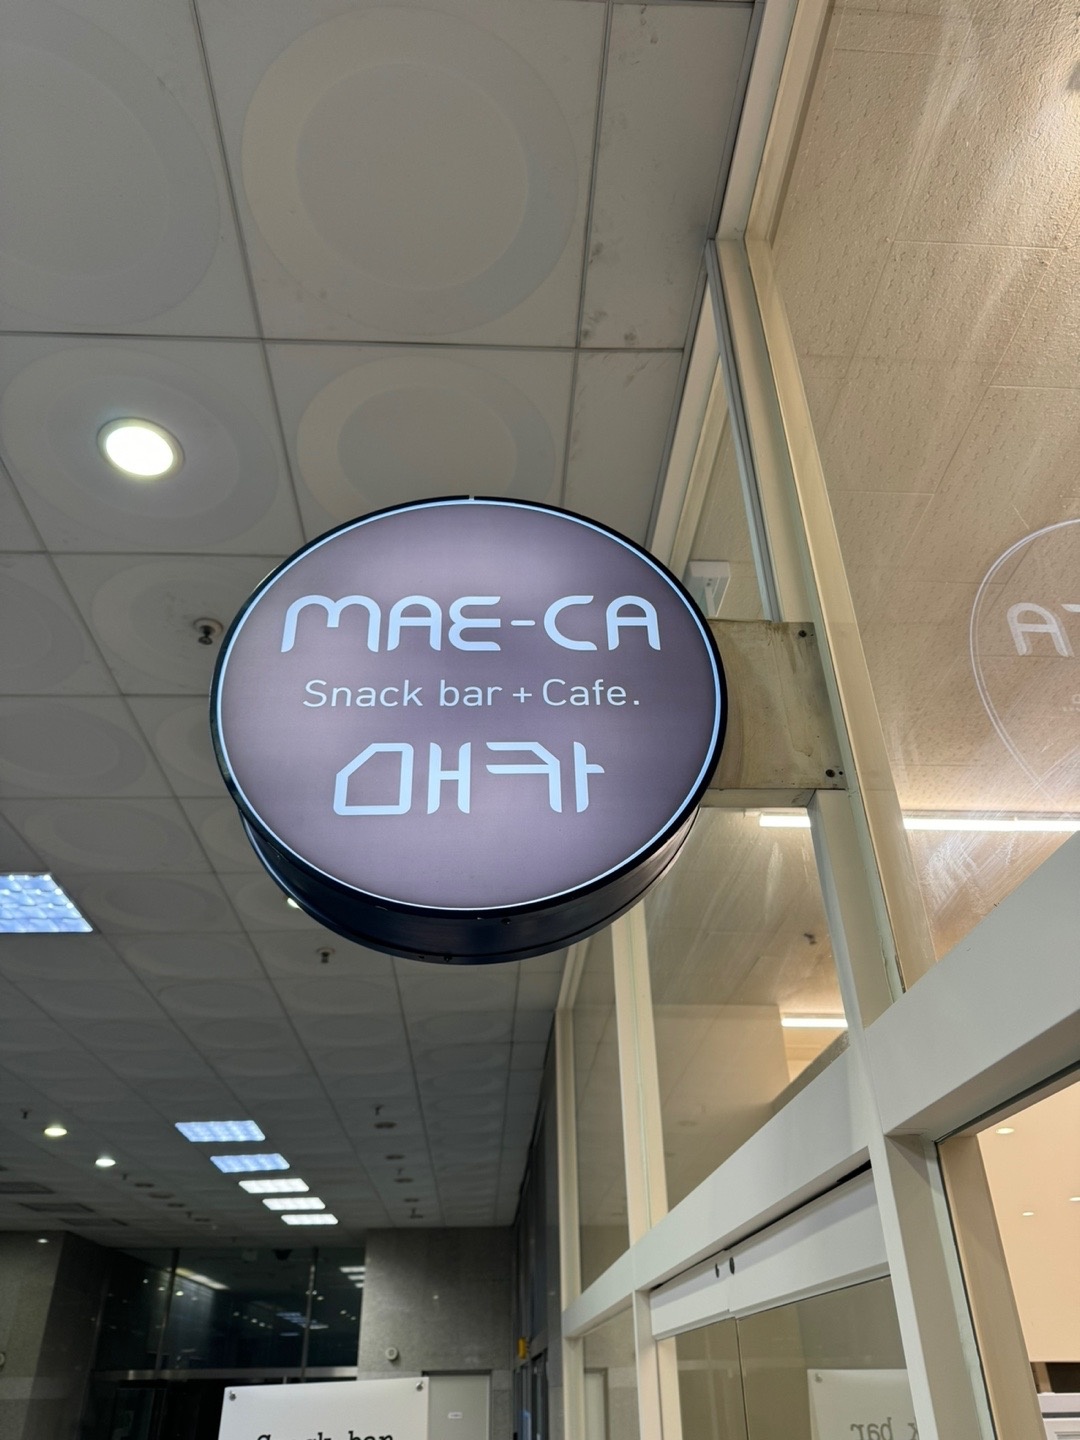 MAE-CA
Snack bar + Cafe.
매카